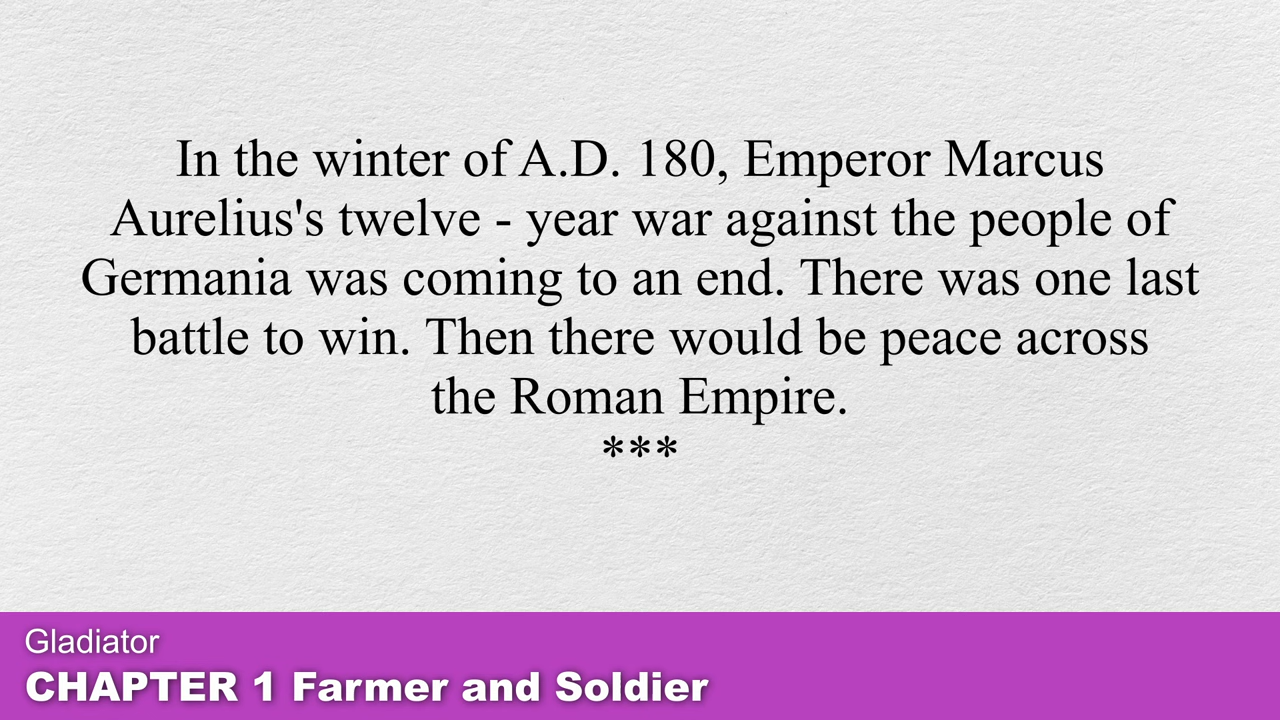 In the winter of A.D. 180, Emperor Marcus
Aurelius's twelve - year war against the people of
Germania was coming to an end. There was one last
battle to win. Then there would be peace across
the Roman Empire.
***
Gladiator
CHAPTER 1 Farmer and Soldier